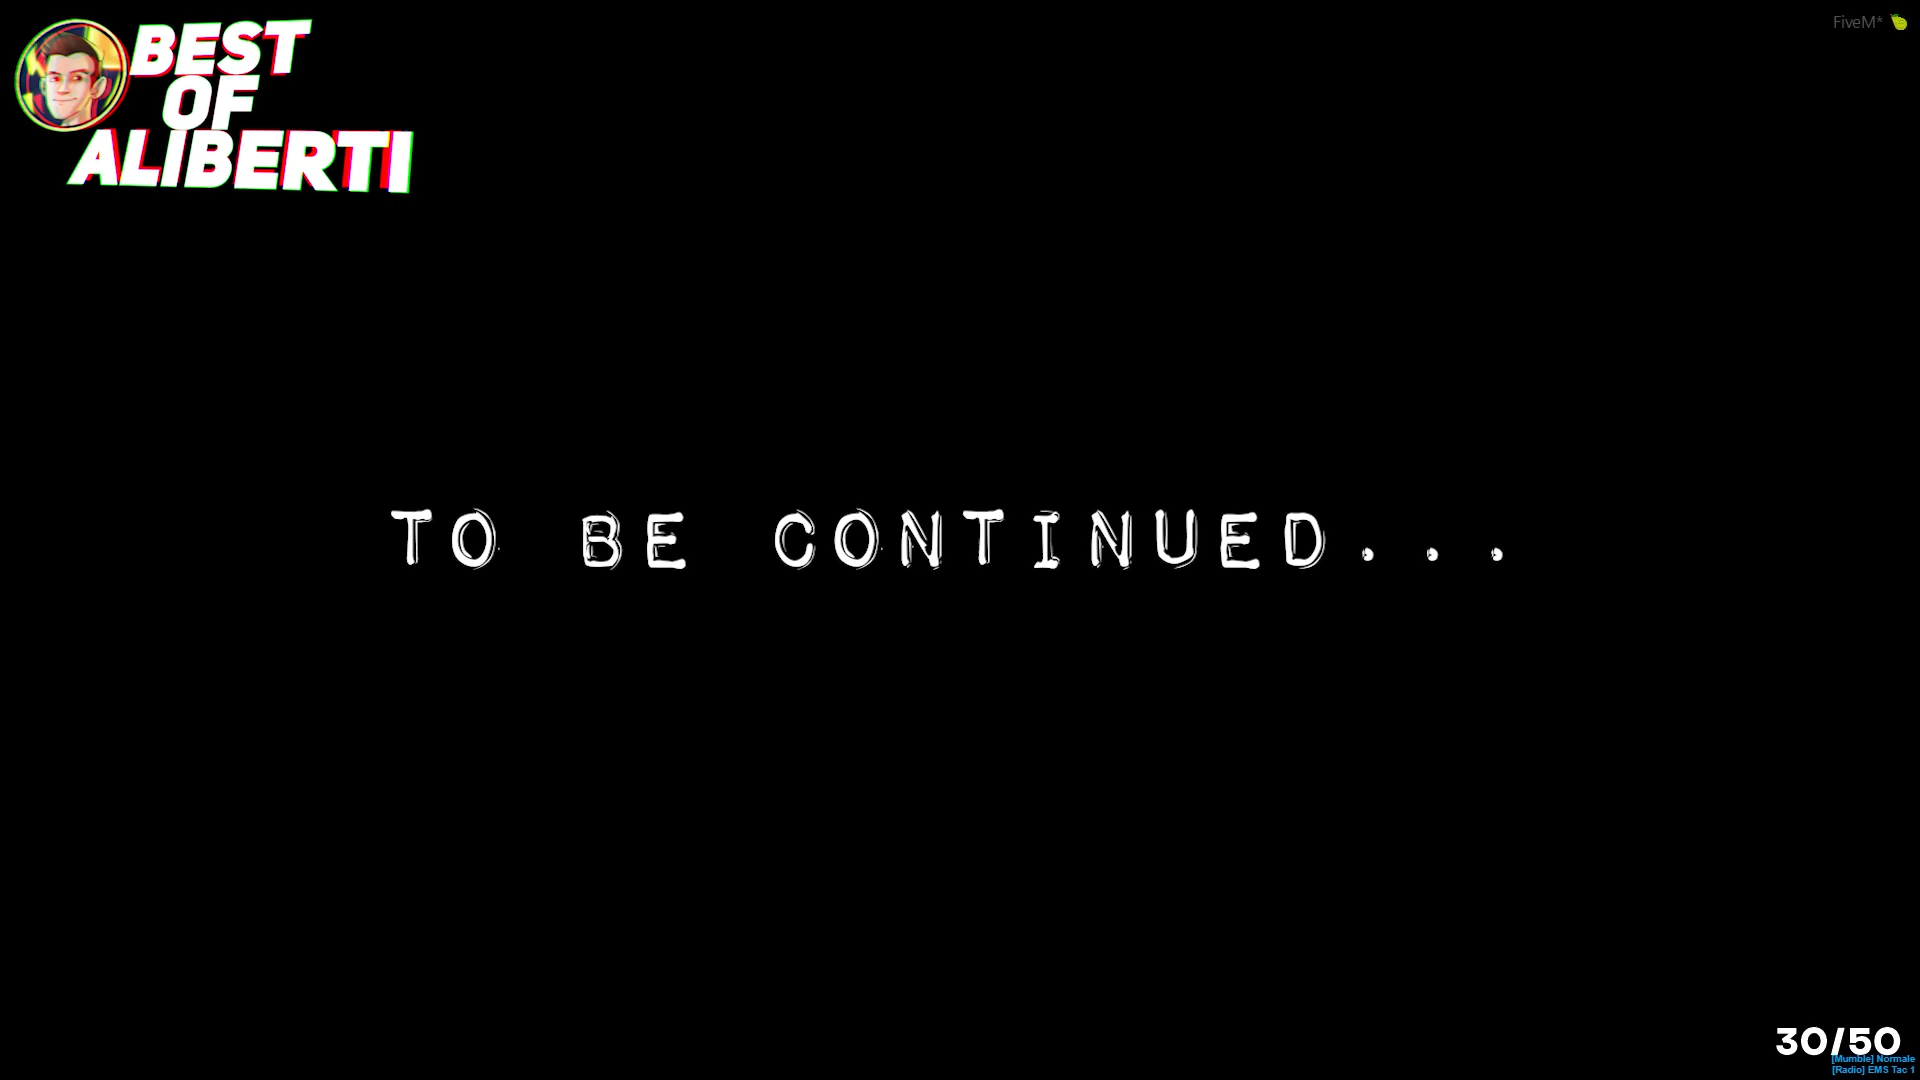 BEST
OF
ALIBERTI
FiveM*
TO BE CONTINUED...
30/50
[Mumble] Normale
[Radio] EMS Tac 1